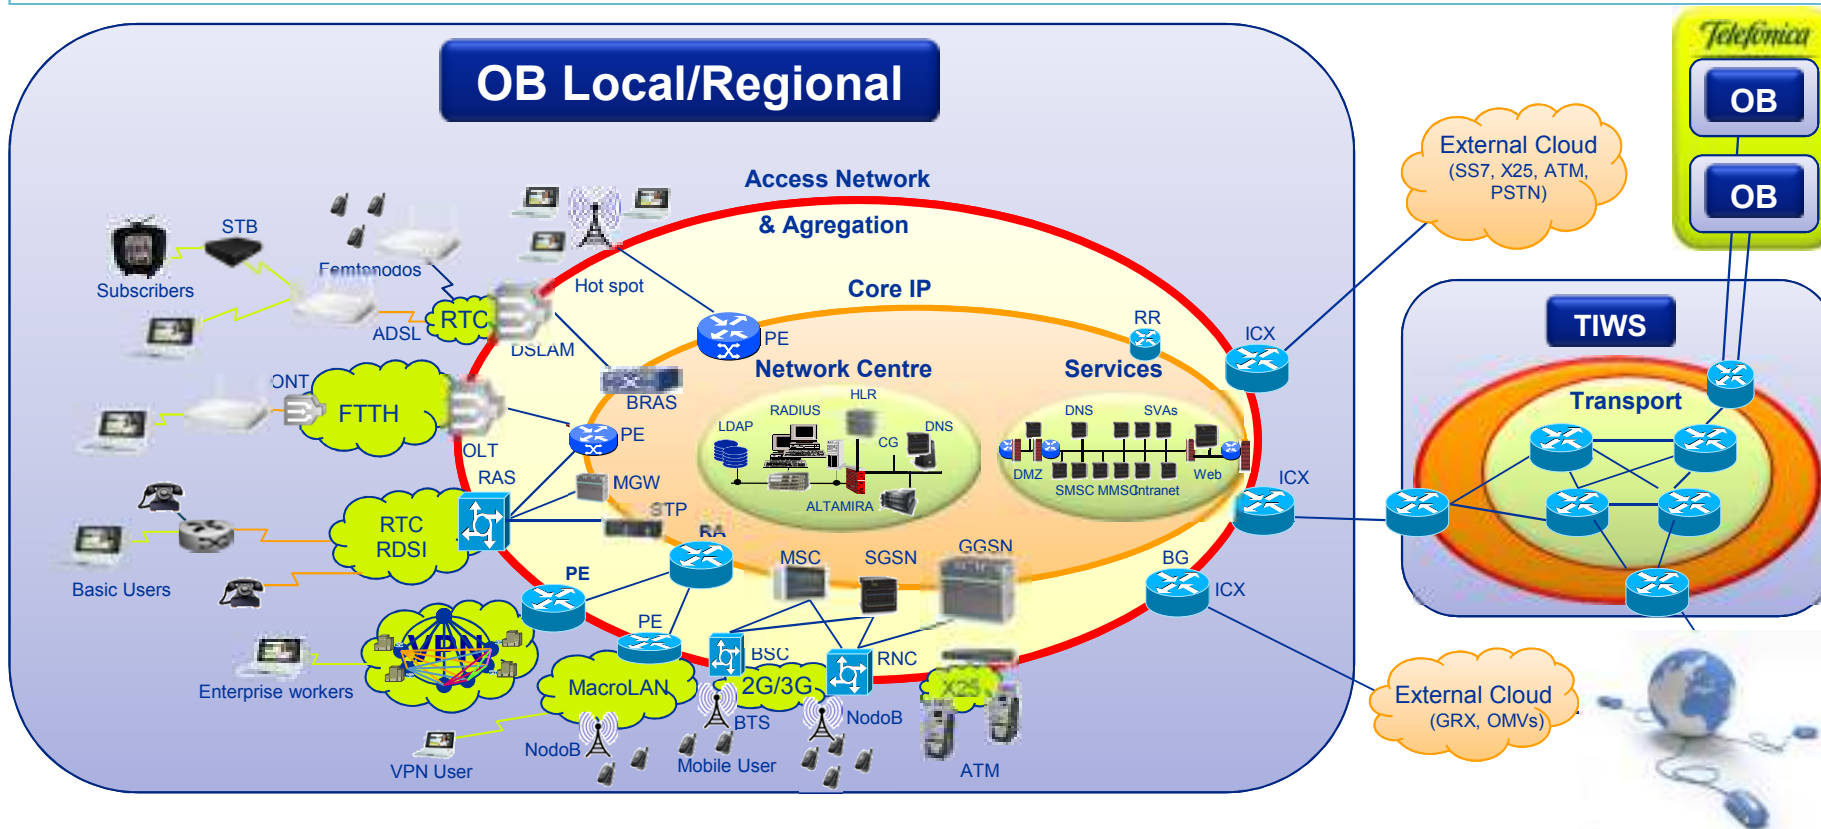 OB Local/Regional
Telefónica
OB
OB
External Cloud
(SS7, X25, ATM,
PSTN)
Access Network
& Agregation
STB
Subscribers
Femtonodos
Hot spot
ADSL
RTC
DSLAM
Core IP
PE
RR
ICX
TIWS
Transport
Network Centre
Services
BRAS
ONT
FTTH
OLT
PE
HLR
RADIUS
LDAP
CG
DNS
ALTAMIRA
DNS
SVAs
DMZ
SMSC
MMSC
Intranet
Web
RAS
MGW
STP
ICX
RTC
RDSI
Basic Users
RA
MSC
SGSN
GGSN
BG
ICX
PE
PE
VPN
Enterprise workers
MacroLAN
BSC
2G/3G
RNC
X25
BTS
NodoB
NodoB
VPN User
Mobile User
ATM
External Cloud
(GRX, OMVs)